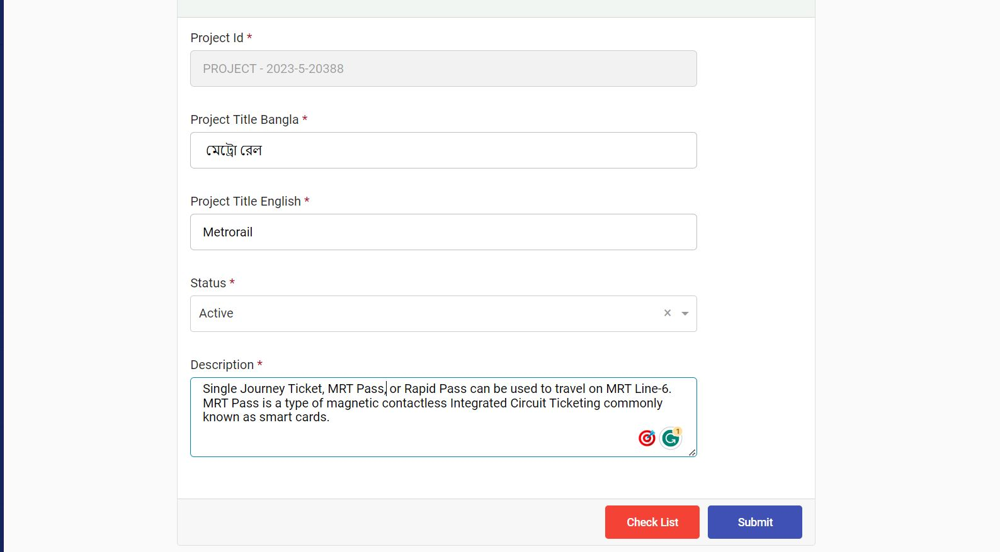 Project Id *
PROJECT - 2023-5-20388
Project Title Bangla *
মেট্রো রেল
Project Title English *
Metrorail
Status *
Active
Description *
Single Journey Ticket, MRT Pass, or Rapid Pass can be used to travel on MRT Line-6.
MRT Pass is a type of magnetic contactless Integrated Circuit Ticketing commonly
known as smart cards.
1
Check List
Submit